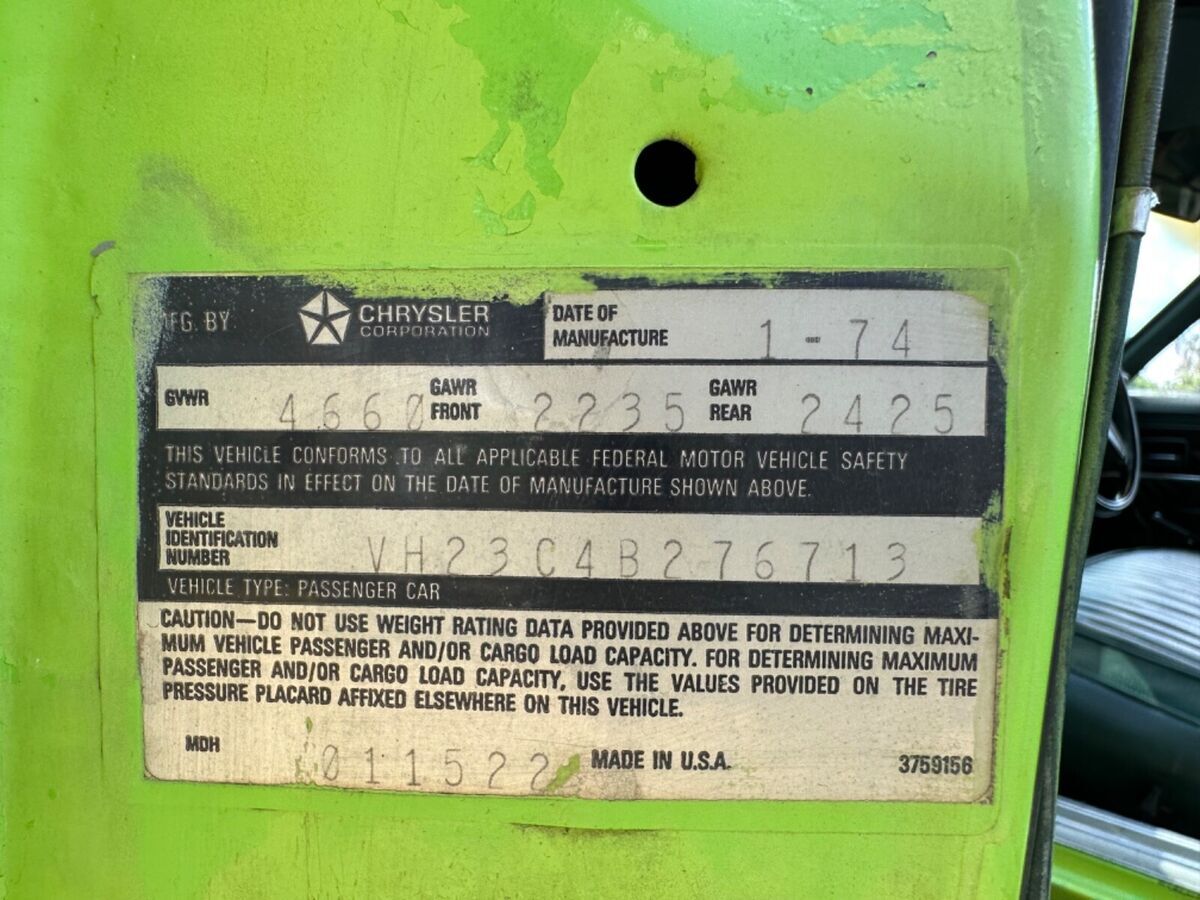 MFG. BY CHRYSLER CORPORATION
DATE OF MANUFACTURE 1-74
GVWR 4660 GAWR FRONT 2235 GAWR REAR 2425
THIS VEHICLE CONFORMS TO ALL APPLICABLE FEDERAL MOTOR VEHICLE SAFETY
STANDARDS IN EFFECT ON THE DATE OF MANUFACTURE SHOWN ABOVE.
VEHICLE IDENTIFICATION NUMBER VH23C4B276713
VEHICLE TYPE: PASSENGER CAR
CAUTION—DO NOT USE WEIGHT RATING DATA PROVIDED ABOVE FOR DETERMINING MAXI-
MUM VEHICLE PASSENGER AND/OR CARGO LOAD CAPACITY. FOR DETERMINING MAXIMUM
PASSENGER AND/OR CARGO LOAD CAPACITY, USE THE VALUES PROVIDED ON THE TIRE
PRESSURE PLACARD AFFIXED ELSEWHERE ON THIS VEHICLE.
MDH 011522 MADE IN U.S.A. 3759156